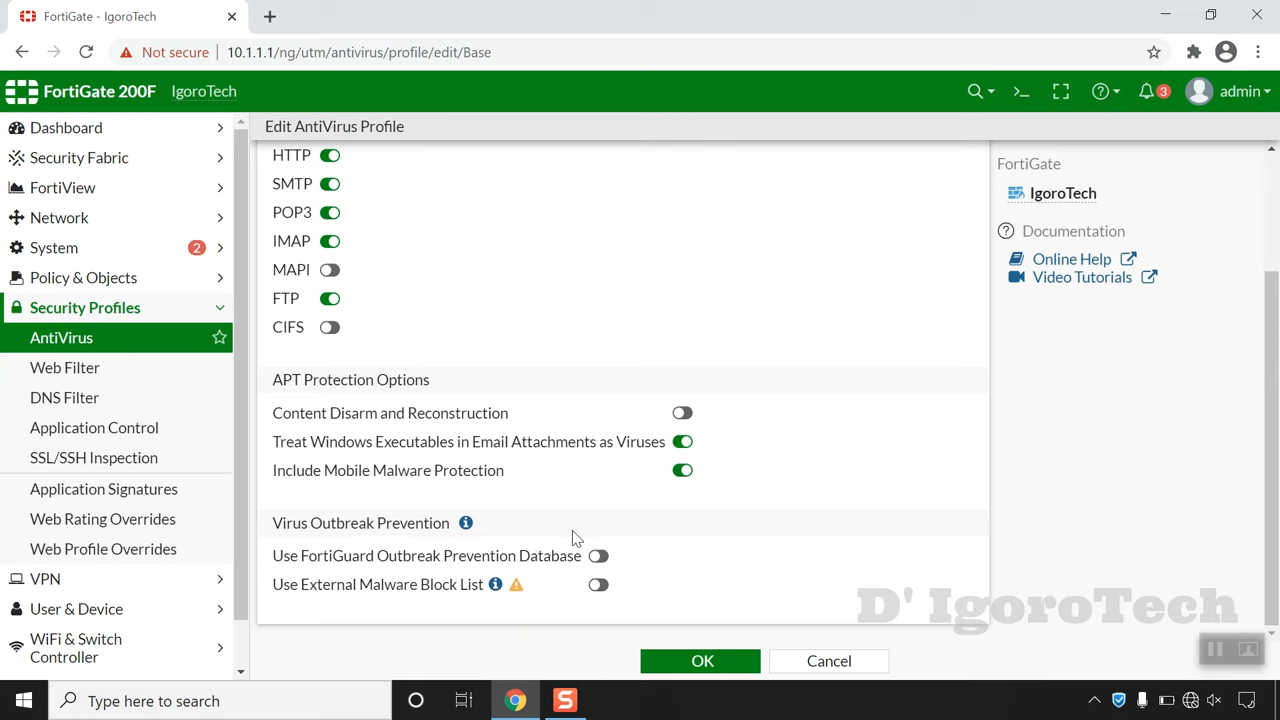 FortiGate - IgoroTech
Not secure
10.1.1.1/ng/utm/antivirus/profile/edit/Base
FortiGate 200F
IgoroTech
3
admin
Dashboard
Security Fabric
FortiView
Network
System
2
Policy & Objects
Security Profiles
AntiVirus
Web Filter
DNS Filter
Application Control
SSL/SSH Inspection
Application Signatures
Web Rating Overrides
Web Profile Overrides
VPN
User & Device
WiFi & Switch
Controller
Edit AntiVirus Profile
HTTP
SMTP
POP3
IMAP
MAPI
FTP
CIFS
APT Protection Options
Content Disarm and Reconstruction
Treat Windows Executables in Email Attachments as Viruses
Include Mobile Malware Protection
Virus Outbreak Prevention
Use FortiGuard Outbreak Prevention Database
Use External Malware Block List
OK
Cancel
FortiGate
IgoroTech
Documentation
Online Help
Video Tutorials
D' IgoroTech
Type here to search
S